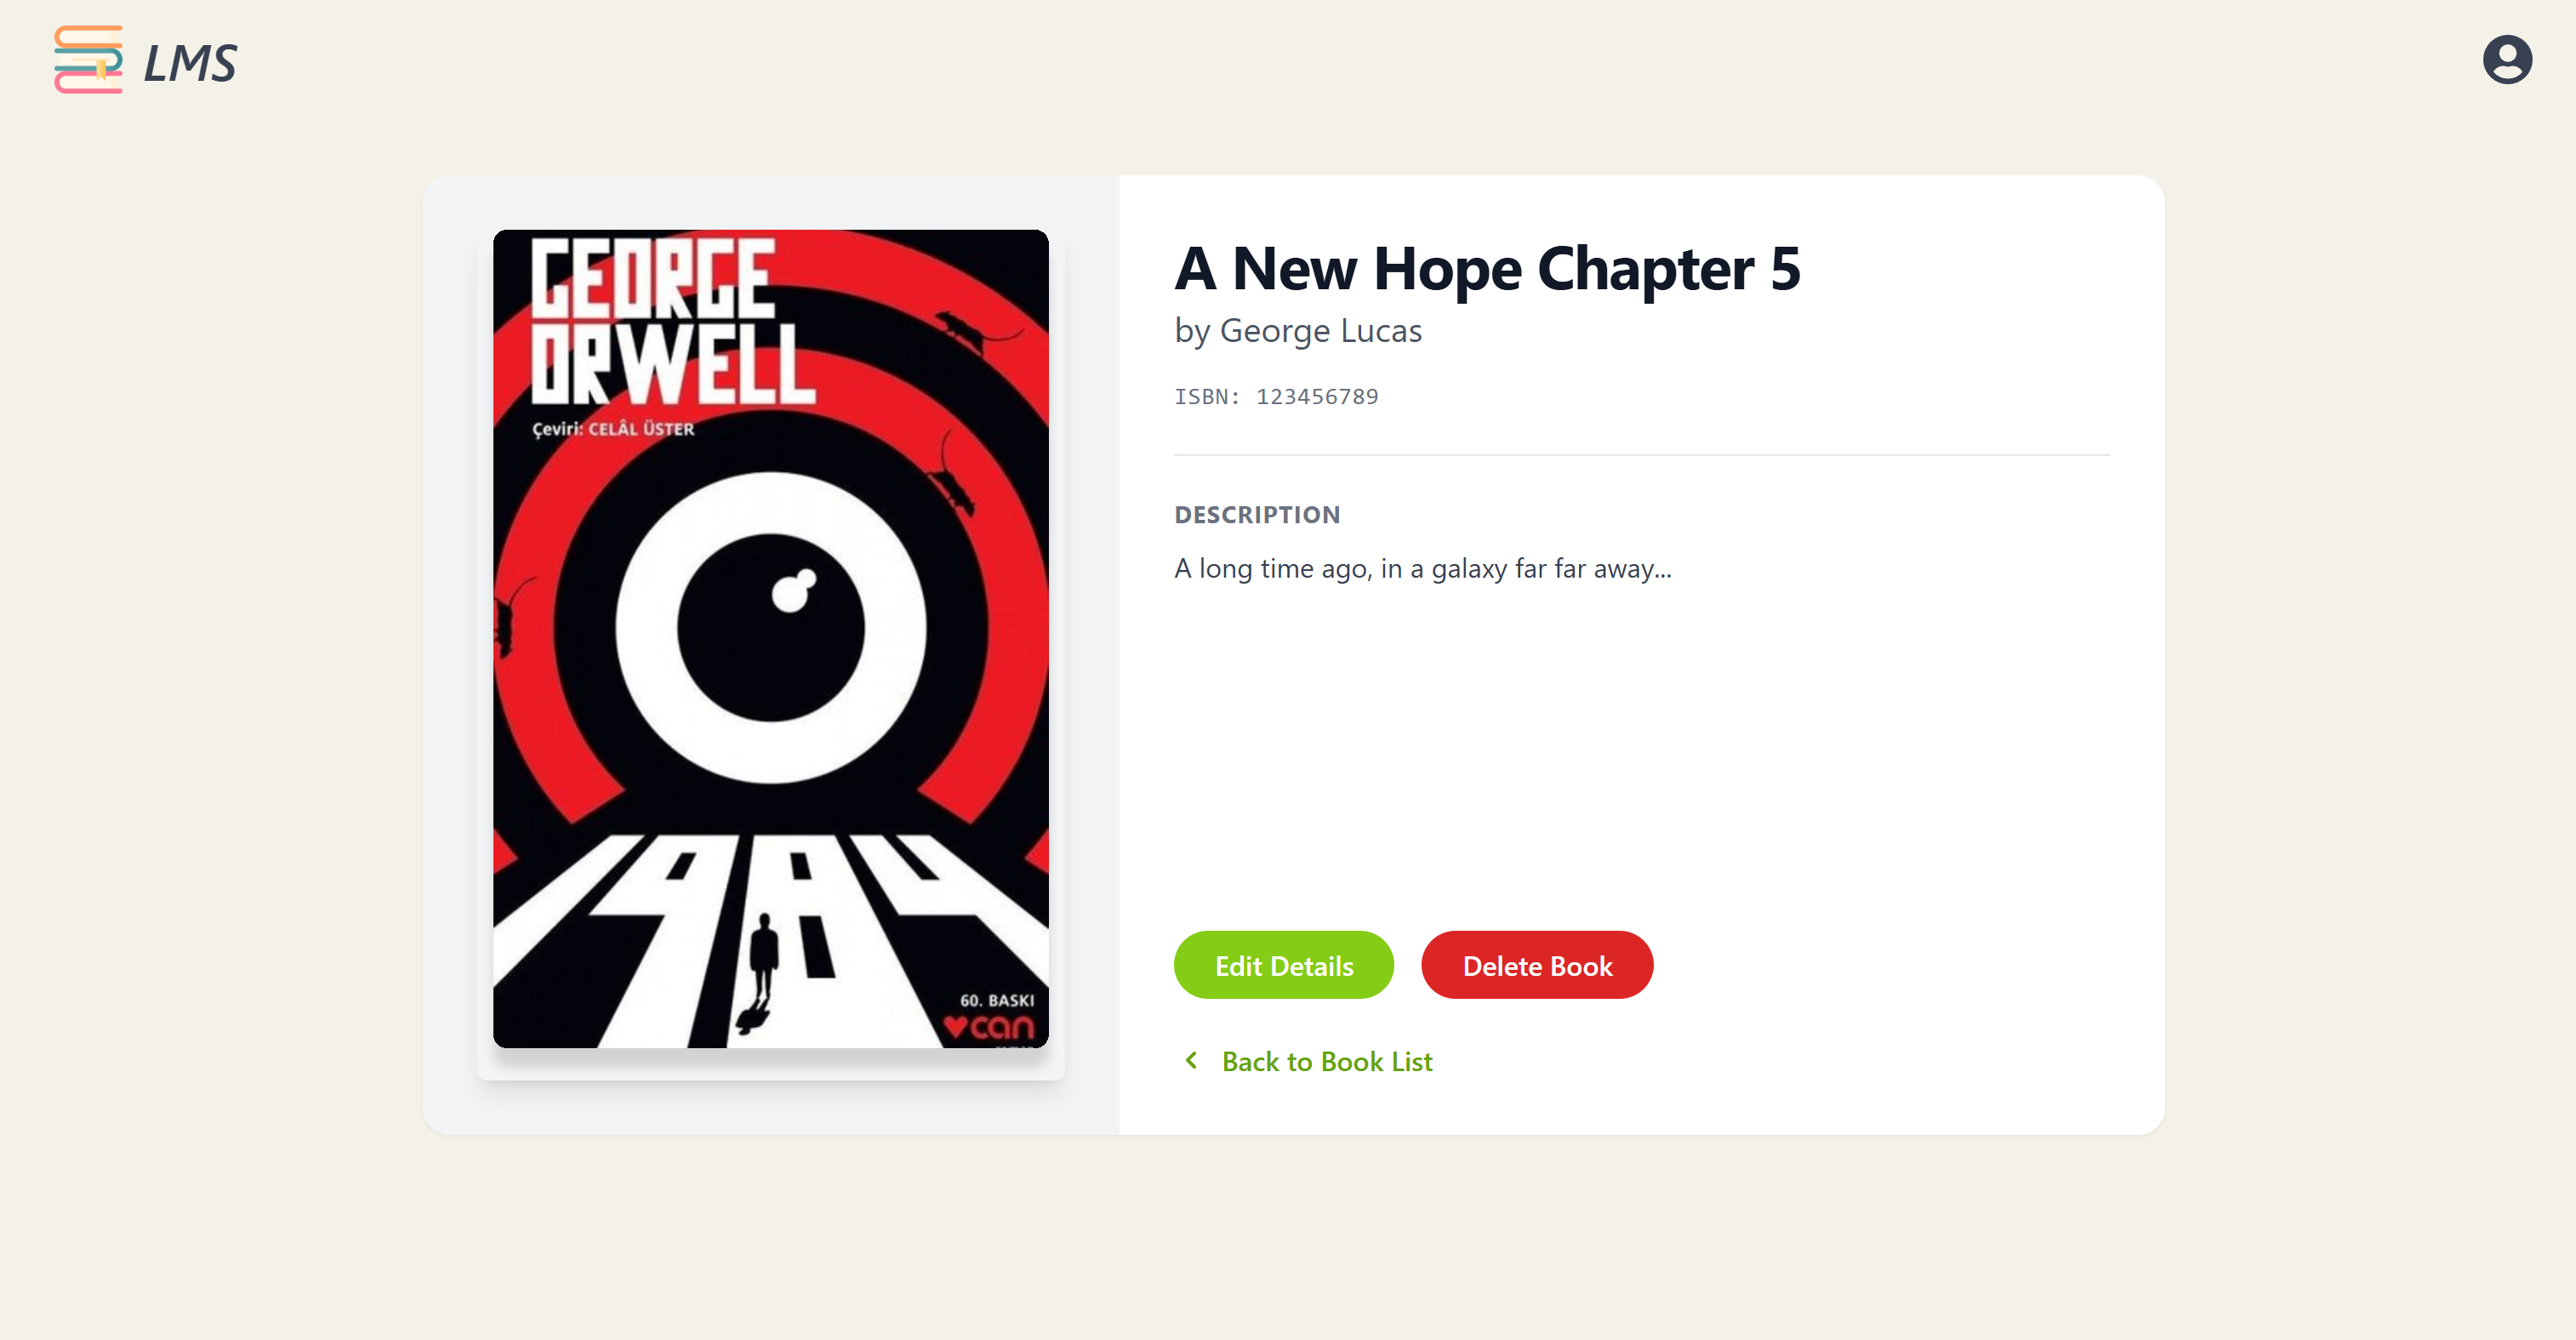 LMS
GEORGE
ORWELL
Çeviri: CELÂL ÜSTER
1984
60. BASKI
can
A New Hope Chapter 5
by George Lucas
ISBN: 123456789
DESCRIPTION
A long time ago, in a galaxy far far away...
Edit Details
Delete Book
Back to Book List